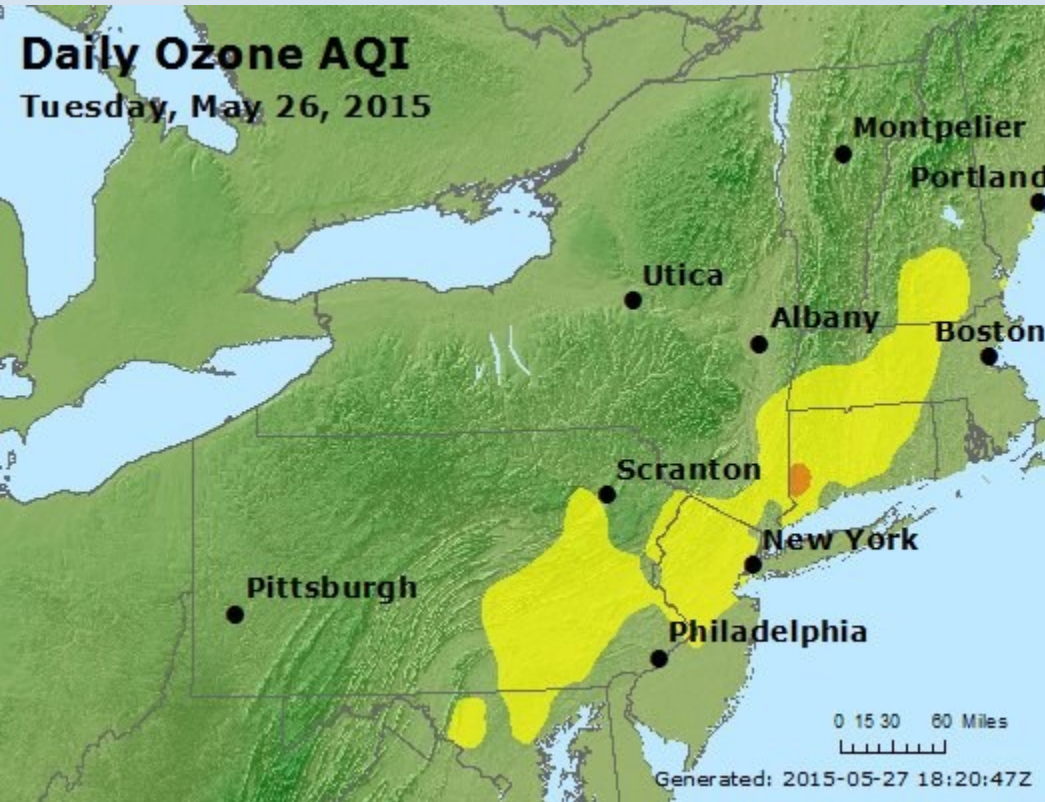 Daily Ozone AQI
Tuesday, May 26, 2015
Montpelier
Portland
Utica
Albany
Boston
Scranton
New York
Pittsburgh
Philadelphia
0 15 30 60 Miles
Generated: 2015-05-27 18:20:47Z